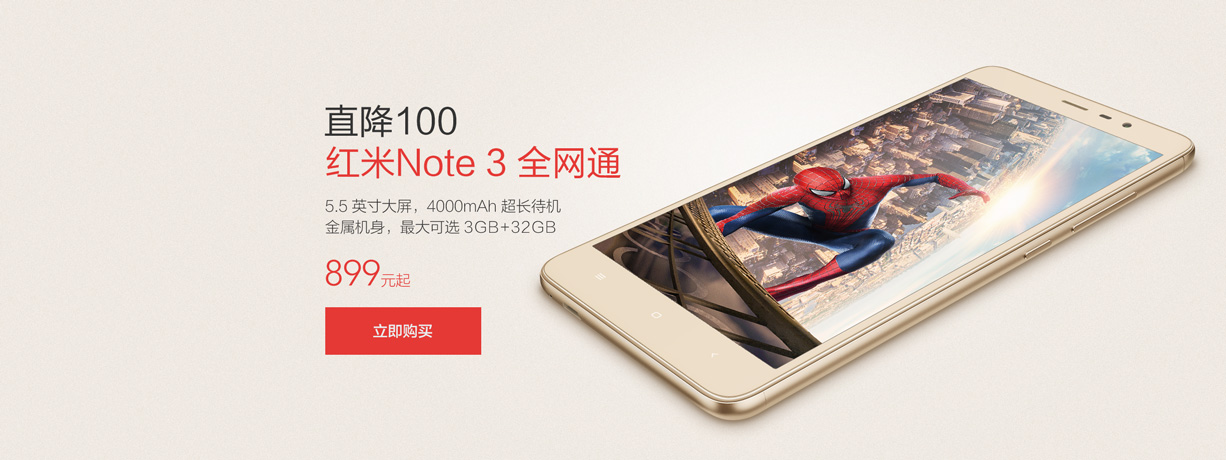 直降100
红米Note 3 全网通
5.5 英寸大屏，4000mAh 超长待机
金属机身，最大可选 3GB+32GB
899元起
立即购买